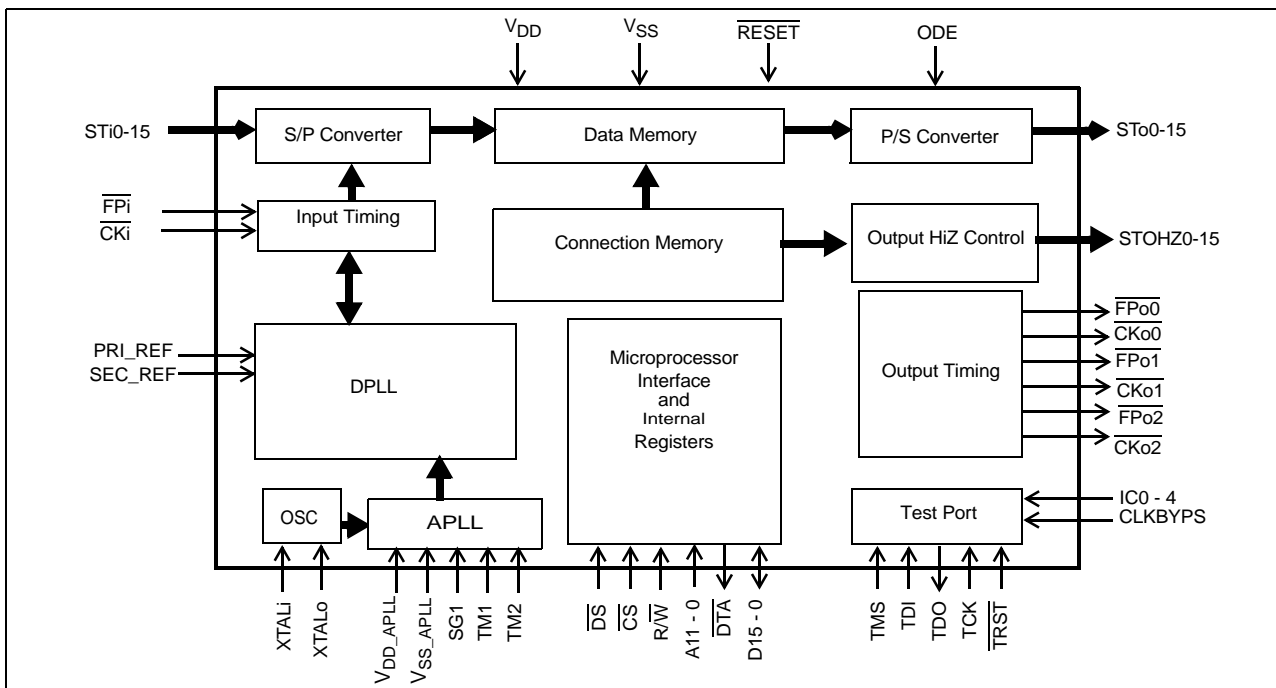 VDD VSS RESET ODE
STi0-15 S/P Converter Data Memory P/S Converter STo0-15
FPi
CKi
Input Timing
Connection Memory
Output HiZ Control
STOHZ0-15
PRI_REF
SEC_REF
DPLL
Microprocessor
Interface
and
Internal
Registers
Output Timing
FPo0
CKo0
FPo1
CKo1
FPo2
CKo2
OSC
APLL
Test Port
IC0 - 4
CLKBYPS
XTALi
XTALo
VDD_APLL
VSS_APLL
SG1
TM1
TM2
DS
CS
R/W
A11 - 0
DTA
D15 - 0
TMS
TDI
TDO
TCK
TRST